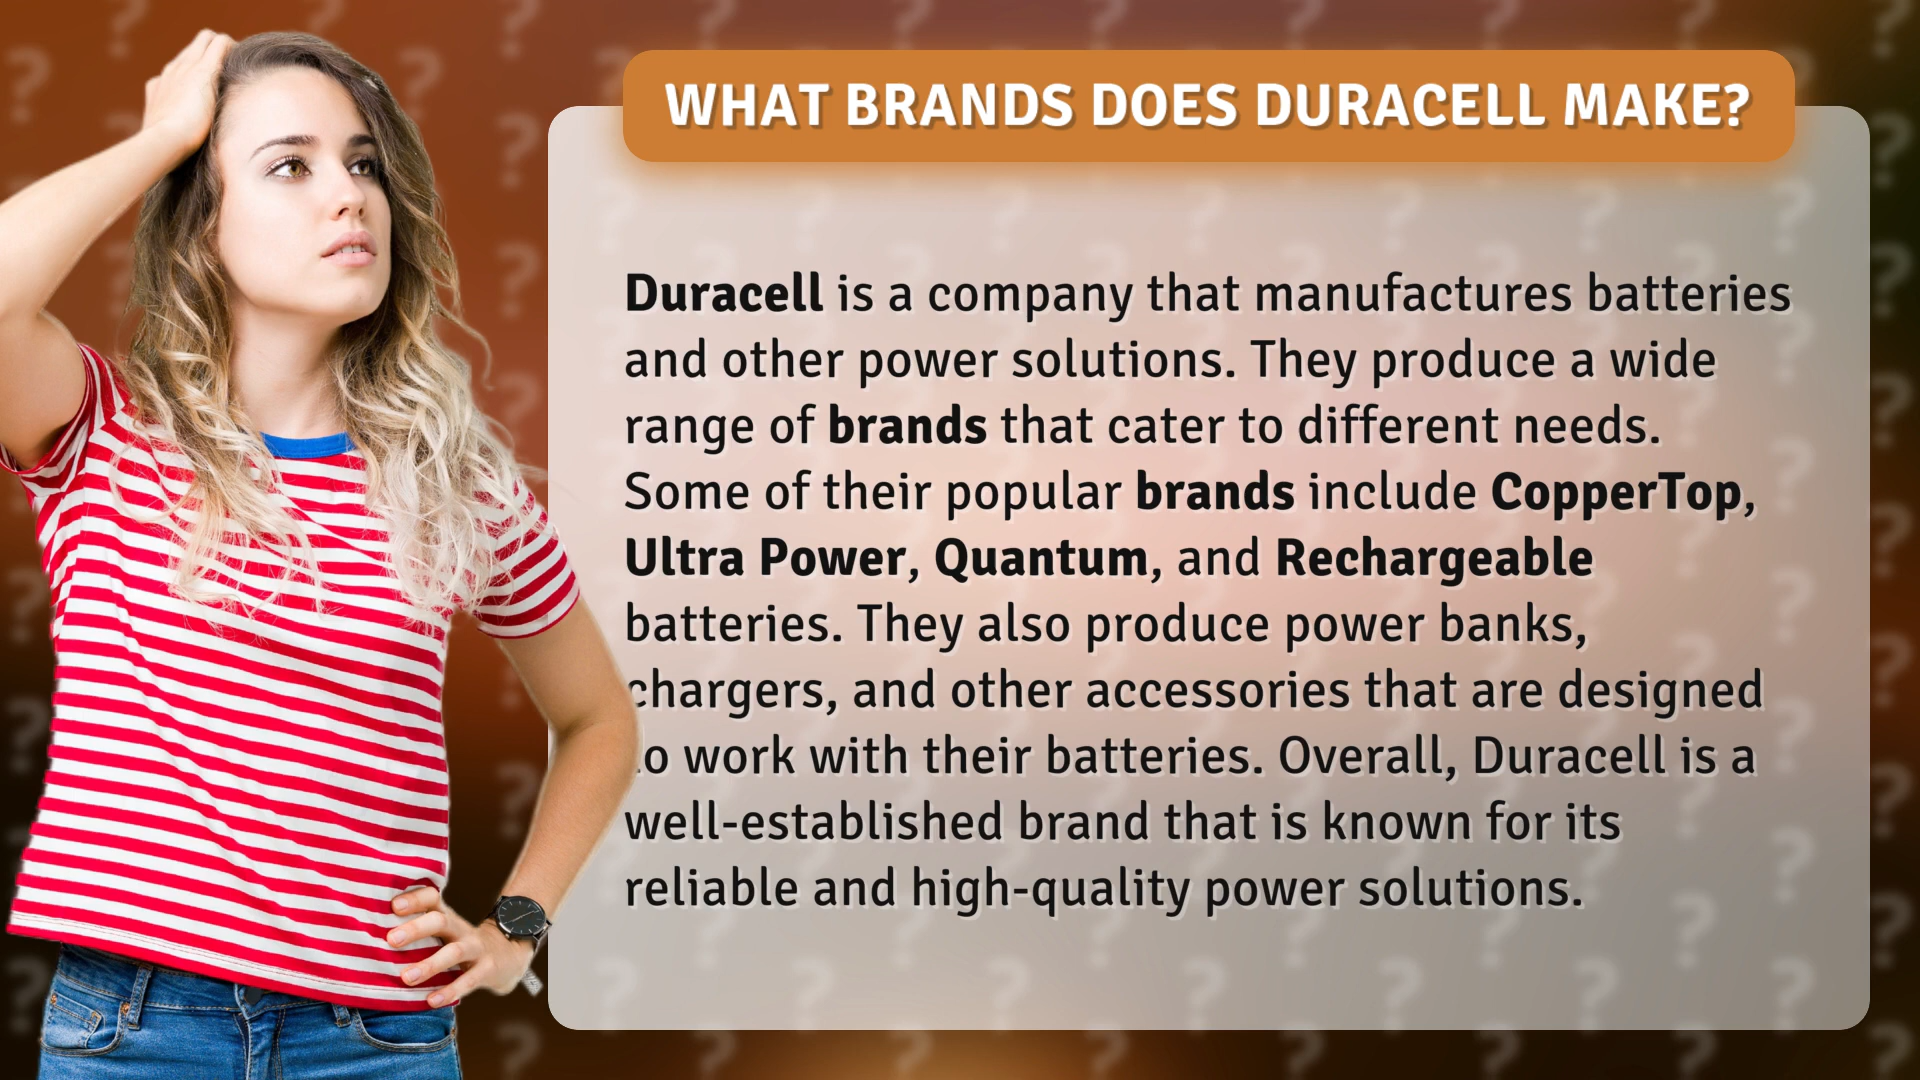 WHAT BRANDS DOES DURACELL MAKE?
Duracell is a company that manufactures batteries
and other power solutions. They produce a wide
range of brands that cater to different needs.
Some of their popular brands include CopperTop,
Ultra Power, Quantum, and Rechargeable
batteries. They also produce power banks,
chargers, and other accessories that are designed
to work with their batteries. Overall, Duracell is a
well-established brand that is known for its
reliable and high-quality power solutions.